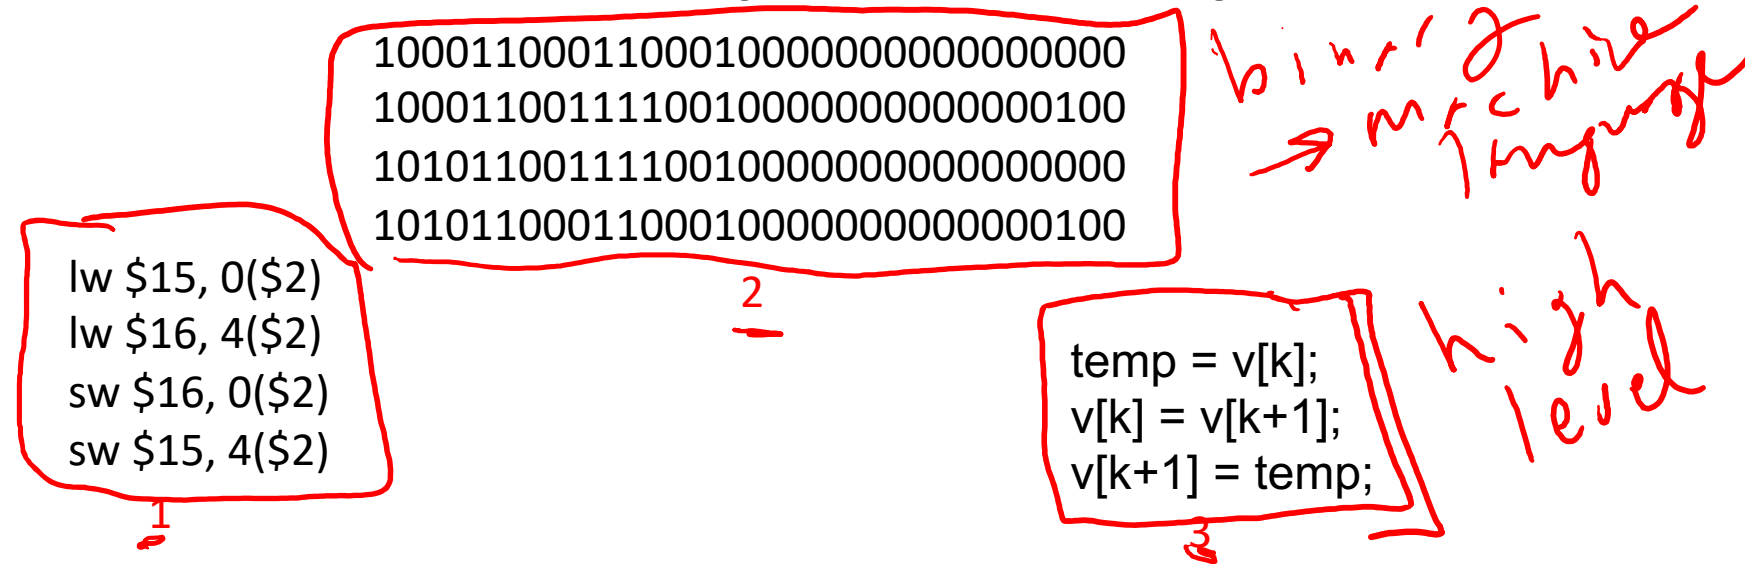 10001100011000100000000000000000
10001100111100100000000000000100
10101100111100100000000000000000
10101100011000100000000000000100
2
binary
→ machine
language
lw $15, 0($2)
lw $16, 4($2)
sw $16, 0($2)
sw $15, 4($2)
1
temp = v[k];
v[k] = v[k+1];
v[k+1] = temp;
3
high
level